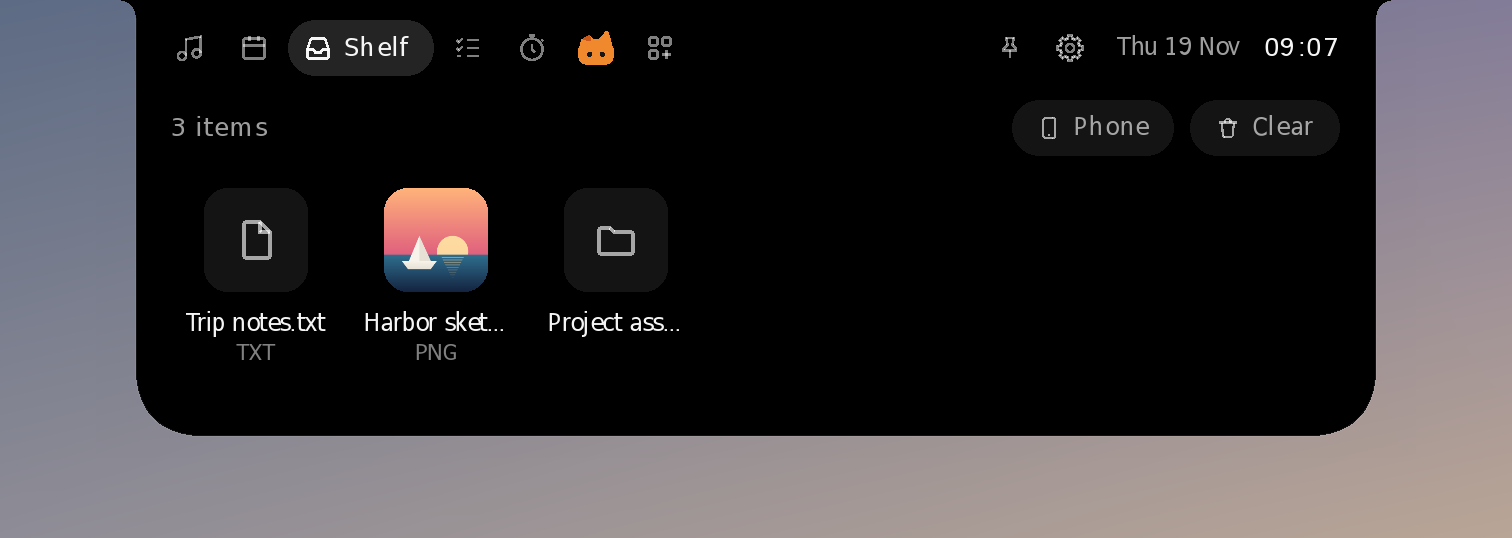 Shelf
Thu 19 Nov 09:07
3 items
Phone
Clear
Trip notes.txt
TXT
Harbor sket...
PNG
Project ass...